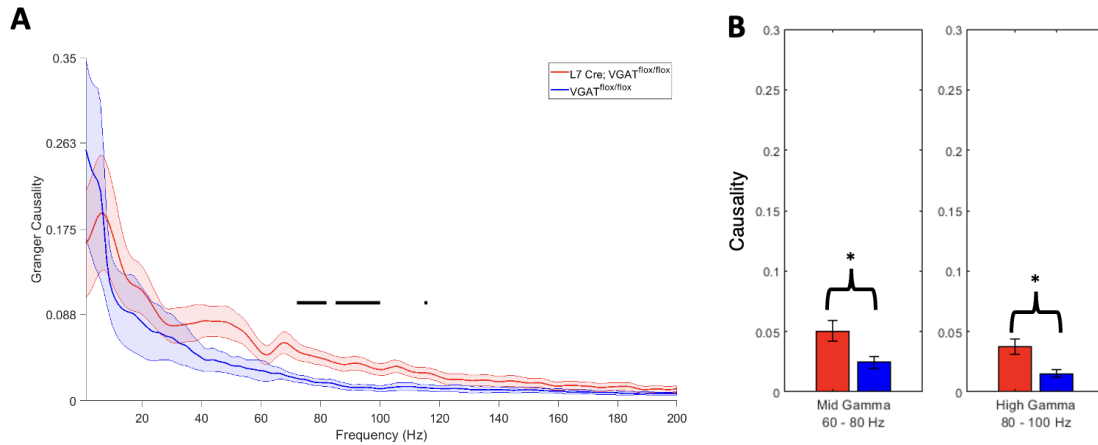 A
0.35
0.263
0.175
0.088
0
Granger Causality
20 40 60 80 100 120 140 160 180 200
Frequency (Hz)
L7 Cre; VGAT^flox/flox
VGAT^flox/flox
B
Causality
0.3
0.25
0.2
0.15
0.1
0.05
0
*
Mid Gamma
60 - 80 Hz
0.3
0.25
0.2
0.15
0.1
0.05
0
*
High Gamma
80 - 100 Hz